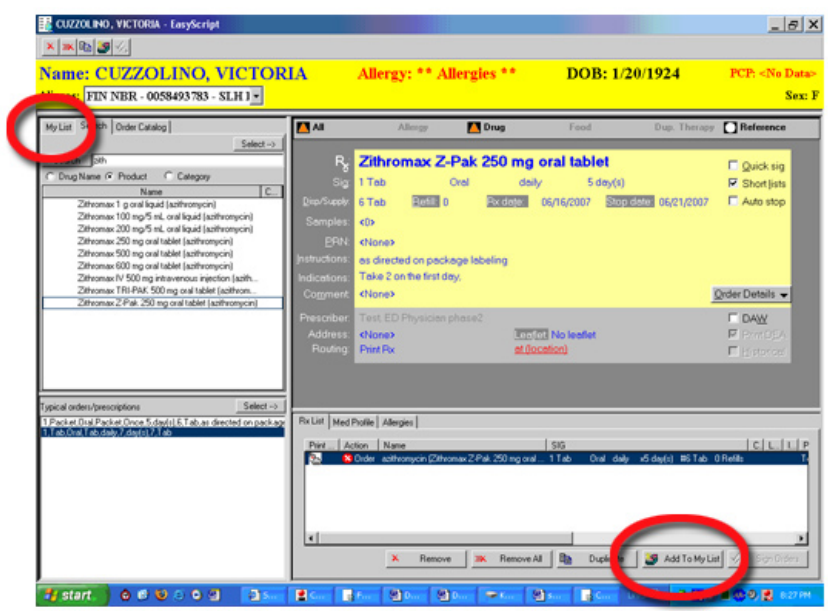 CUZZOLINO, VICTORIA - EasyScript
Name: CUZZOLINO, VICTORIA Allergy: ** Allergies ** DOB: 1/20/1924 PCP: <No Data>
FIN NBR - 0058493783 - SLH Sex: F
My List Order Catalog
Select ->
zith
Drug Name Product Category
Name C...
Zithromax 1 g oral liquid (azithromycin)
Zithromax 100 mg/5 mL oral liquid (azithromycin)
Zithromax 200 mg/5 mL oral liquid (azithromycin)
Zithromax 250 mg oral tablet (azithromycin)
Zithromax 500 mg oral tablet (azithromycin)
Zithromax 600 mg oral tablet (azithromycin)
Zithromax IV 500 mg intravenous injection (azith...
Zithromax TRI-PAK 500 mg oral tablet (azithrom...
Zithromax Z-Pak 250 mg oral tablet (azithromycin)
Typical orders/prescriptions Select ->
1,Packet,Oral,Packet,Once,5,day(s),6,Tab,as directed on package
1,Tab,Oral,Tab,daily,7,day(s),7,Tab
All Allergy Drug Food Dup. Therapy Reference
Rx Zithromax Z-Pak 250 mg oral tablet
Sig: 1 Tab Oral daily 5 day(s)
Disp/Supply: 6 Tab Refill: 0 Rx date: 06/16/2007 Stop date: 06/21/2007
Samples: <0>
PRN: <None>
Instructions: as directed on package labeling
Indications: Take 2 on the first day,
Comment: <None>
Quick sig
Short lists
Auto stop
Order Details
Prescriber: Test ED Physician phase2
Address: <None> Leaflet: No leaflet
Routing: Print Rx at (location)
DAW
Print DEA
Historical
Rx List Med Profile Allergies
Print ... Action Name SIG C L.. I.. P
Order azithromycin (Zithromax Z-Pak 250 mg oral ... 1 Tab Oral daily x5 day(s) #6 Tab 0 Refills
Remove Remove All Add To My List Sign Orders
start 8:27 PM